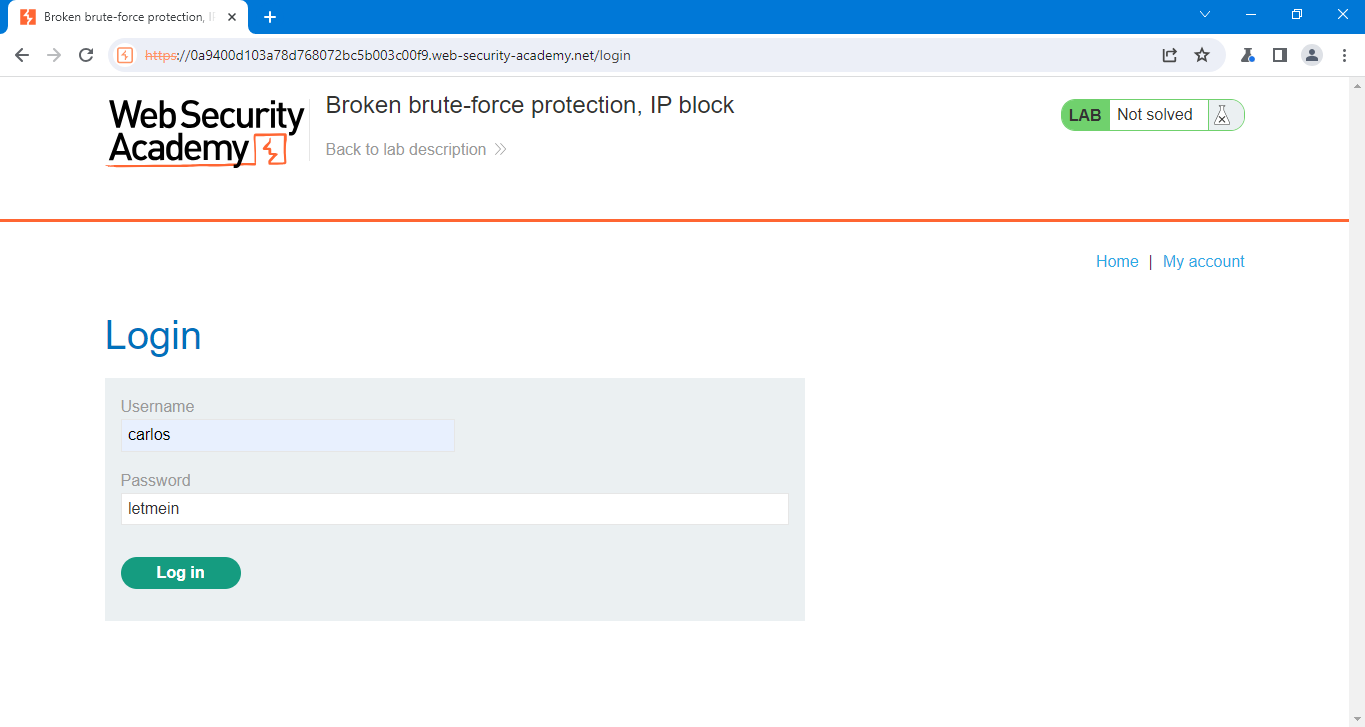 Broken brute-force protection, I
https://0a9400d103a78d768072bc5b003c00f9.web-security-academy.net/login
Web Security
Academy
Broken brute-force protection, IP block
Back to lab description
LAB Not solved
Home | My account
Login
Username
carlos
Password
letmein
Log in